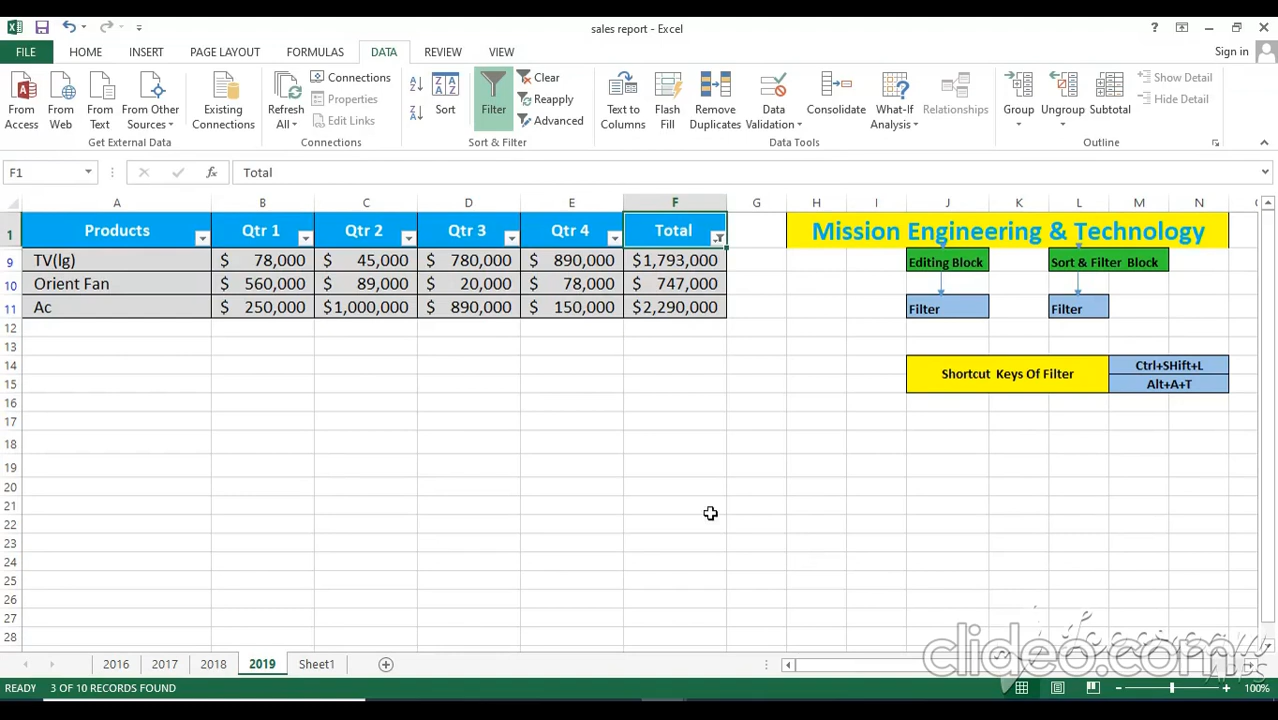 sales report - Excel
FILE HOME INSERT PAGE LAYOUT FORMULAS DATA REVIEW VIEW Sign in
From Access
From Web
From Text
From Other Sources
Existing Connections
Refresh All
Connections
Properties
Edit Links
Sort
Filter
Clear
Reapply
Advanced
Text to Columns
Flash Fill
Remove Duplicates
Data Validation
Consolidate
What-If Analysis
Relationships
Group
Ungroup
Subtotal
Show Detail
Hide Detail
Get External Data Connections Sort & Filter Data Tools Outline
F1 fx Total
A B C D E F G H I J K L M N
1 Products Qtr 1 Qtr 2 Qtr 3 Qtr 4 Total Mission Engineering & Technology
9 TV(lg) $ 78,000 $ 45,000 $ 780,000 $ 890,000 $1,793,000 Editing Block Sort & Filter Block
10 Orient Fan $ 560,000 $ 89,000 $ 20,000 $ 78,000 $ 747,000
11 Ac $ 250,000 $1,000,000 $ 890,000 $ 150,000 $2,290,000 Filter Filter
12
13
14 Shortcut Keys Of Filter Ctrl+SHift+L
15 Alt+A+T
16
17
18
19
20
21
22
23
24
25
26
27
28
clideo.com
APPS
2016 2017 2018 2019 Sheet1
READY 3 OF 10 RECORDS FOUND 100%